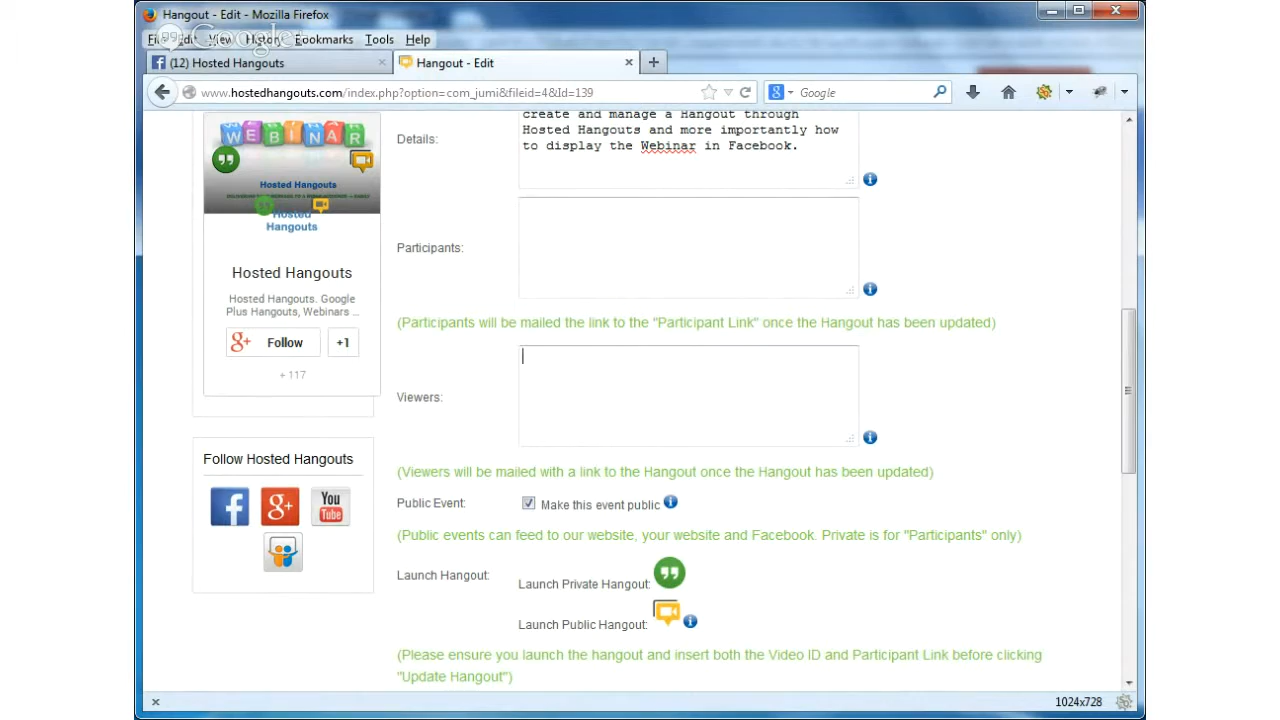 Hangout - Edit - Mozilla Firefox
File Edit View History Bookmarks Tools Help
Google+
(12) Hosted Hangouts
Hangout - Edit
www.hostedhangouts.com/index.php?option=com_jumi&fileid=4&Id=139
Google
create and manage a Hangout through
Hosted Hangouts and more importantly how
to display the Webinar in Facebook.
Details:
WEBINAR
Hosted Hangouts
Hosted
Hangouts
Hosted Hangouts
Hosted Hangouts. Google
Plus Hangouts, Webinars ...
g+ Follow +1
+ 117
Participants:
(Participants will be mailed the link to the "Participant Link" once the Hangout has been updated)
Viewers:
(Viewers will be mailed with a link to the Hangout once the Hangout has been updated)
Follow Hosted Hangouts
f g+ You Tube
Public Event: Make this event public
(Public events can feed to our website, your website and Facebook. Private is for "Participants" only)
Launch Hangout:
Launch Private Hangout:
Launch Public Hangout:
(Please ensure you launch the hangout and insert both the Video ID and Participant Link before clicking
"Update Hangout")
x
1024x728